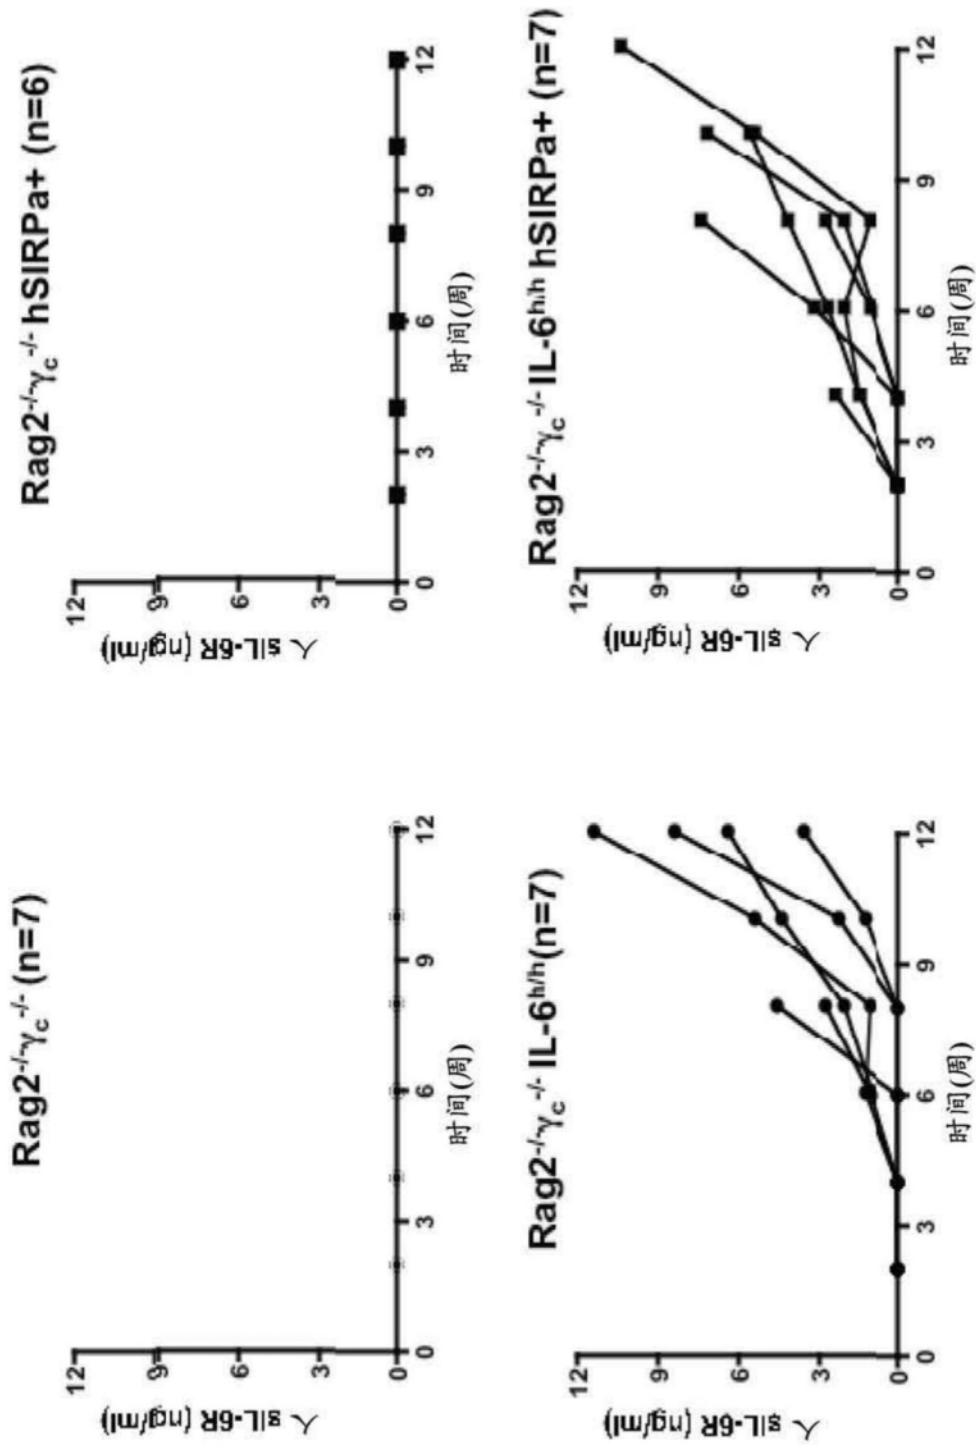 Rag2⁻/⁻γc⁻/⁻ (n=7)
人 sIL-6R (ng/ml)
12
9
6
3
0
0 3 6 9 12
时间(周)
Rag2⁻/⁻γc⁻/⁻ hSIRPa+ (n=6)
人 sIL-6R (ng/ml)
12
9
6
3
0
0 3 6 9 12
时间(周)
Rag2⁻/⁻γc⁻/⁻ IL-6ʰ/ʰ(n=7)
人 sIL-6R (ng/ml)
12
9
6
3
0
0 3 6 9 12
时间(周)
Rag2⁻/⁻γc⁻/⁻ IL-6ʰ/ʰ hSIRPa+ (n=7)
人 sIL-6R (ng/ml)
12
9
6
3
0
0 3 6 9 12
时间(周)